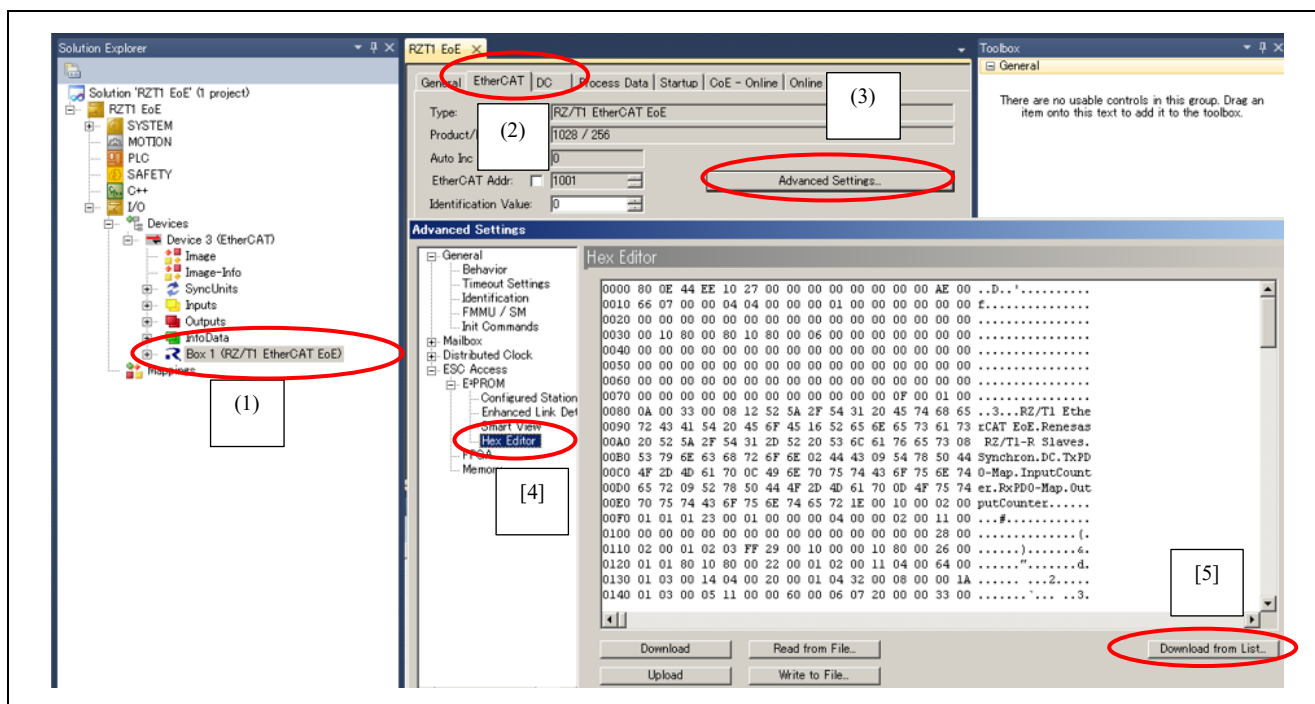 Solution Explorer
Solution 'RZT1 EoE' (1 project)
RZT1 EoE
SYSTEM
MOTION
PLC
SAFETY
C++
I/O
Devices
Device 3 (EtherCAT)
Image
Image-Info
SyncUnits
Inputs
Outputs
InfoData
Box 1 (RZ/T1 EtherCAT EoE)
Mappings
(1)
RZT1 EoE
General EtherCAT DC Process Data Startup CoE - Online Online
(2)
(3)
Type: RZ/T1 EtherCAT EoE
Product/ 1028 / 256
Auto Inc 0
EtherCAT Addr: 1001 Advanced Settings...
Identification Value: 0
Toolbox
General
There are no usable controls in this group. Drag an
item onto this text to add it to the toolbox.
Advanced Settings
General
Behavior
Timeout Settings
Identification
FMMU / SM
Init Commands
Mailbox
Distributed Clock
ESC Access
E²PROM
Configured Station
Enhanced Link Det
Smart View
Hex Editor
FPGA
Memory
[4]
Hex Editor
0000 80 0E 44 EE 10 27 00 00 00 00 00 00 00 00 AE 00 ..D..'..........
0010 66 07 00 00 04 04 00 00 00 01 00 00 00 00 00 00 f...............
0020 00 00 00 00 00 00 00 00 00 00 00 00 00 00 00 00 ................
0030 00 10 80 00 80 10 80 00 06 00 00 00 00 00 00 00 ................
0040 00 00 00 00 00 00 00 00 00 00 00 00 00 00 00 00 ................
0050 00 00 00 00 00 00 00 00 00 00 00 00 00 00 00 00 ................
0060 00 00 00 00 00 00 00 00 00 00 00 00 00 00 00 00 ................
0070 00 00 00 00 00 00 00 00 00 00 00 00 0F 00 01 00 ................
0080 0A 00 33 00 08 12 52 5A 2F 54 31 20 45 74 68 65 ..3...RZ/T1 Ethe
0090 72 43 41 54 20 45 6F 45 16 52 65 6E 65 73 61 73 rCAT EoE.Renesas
00A0 20 52 5A 2F 54 31 2D 52 20 53 6C 61 76 65 73 08 RZ/T1-R Slaves.
00B0 53 79 6E 63 68 72 6F 6E 02 44 43 09 54 78 50 44 Synchron.DC.TxPD
00C0 4F 2D 4D 61 70 0C 49 6E 70 75 74 43 6F 75 6E 74 O-Map.InputCount
00D0 65 72 09 52 78 50 44 4F 2D 4D 61 70 0D 4F 75 74 er.RxPDO-Map.Out
00E0 70 75 74 43 6F 75 6E 74 65 72 1E 00 10 00 02 00 putCounter......
00F0 01 01 01 23 00 01 00 00 00 04 00 00 02 00 11 00 ...#............
0100 00 00 00 00 00 00 00 00 00 00 00 00 00 00 28 00 ..............(.
0110 02 00 01 02 03 FF 29 00 10 00 00 10 80 00 26 00 ......).......&.
0120 01 01 80 10 80 00 22 00 01 02 00 11 04 00 64 00 ......".......d.
0130 01 03 00 14 04 00 20 00 01 04 32 00 08 00 00 1A ...... ...2.....
0140 01 03 00 05 11 00 00 60 00 06 07 20 00 00 33 00 .......`... ..3.
[5]
Download Read from File... Download from List...
Upload Write to File...